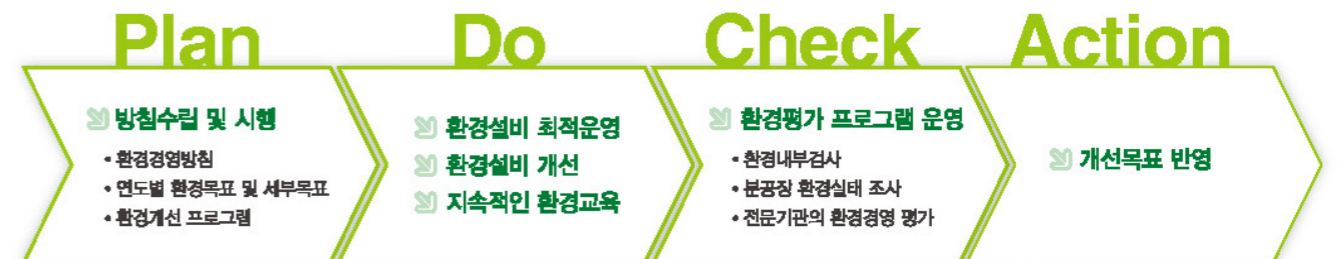 Plan
방침수립 및 시행
• 환경경영방침
• 연도별 환경목표 및 세부목표
• 환경개선 프로그램
Do
환경설비 최적운영
환경설비 개선
지속적인 환경교육
Check
환경평가 프로그램 운영
• 환경내부검사
• 분공장 환경실태 조사
• 전문기관의 환경경영 평가
Action
개선목표 반영